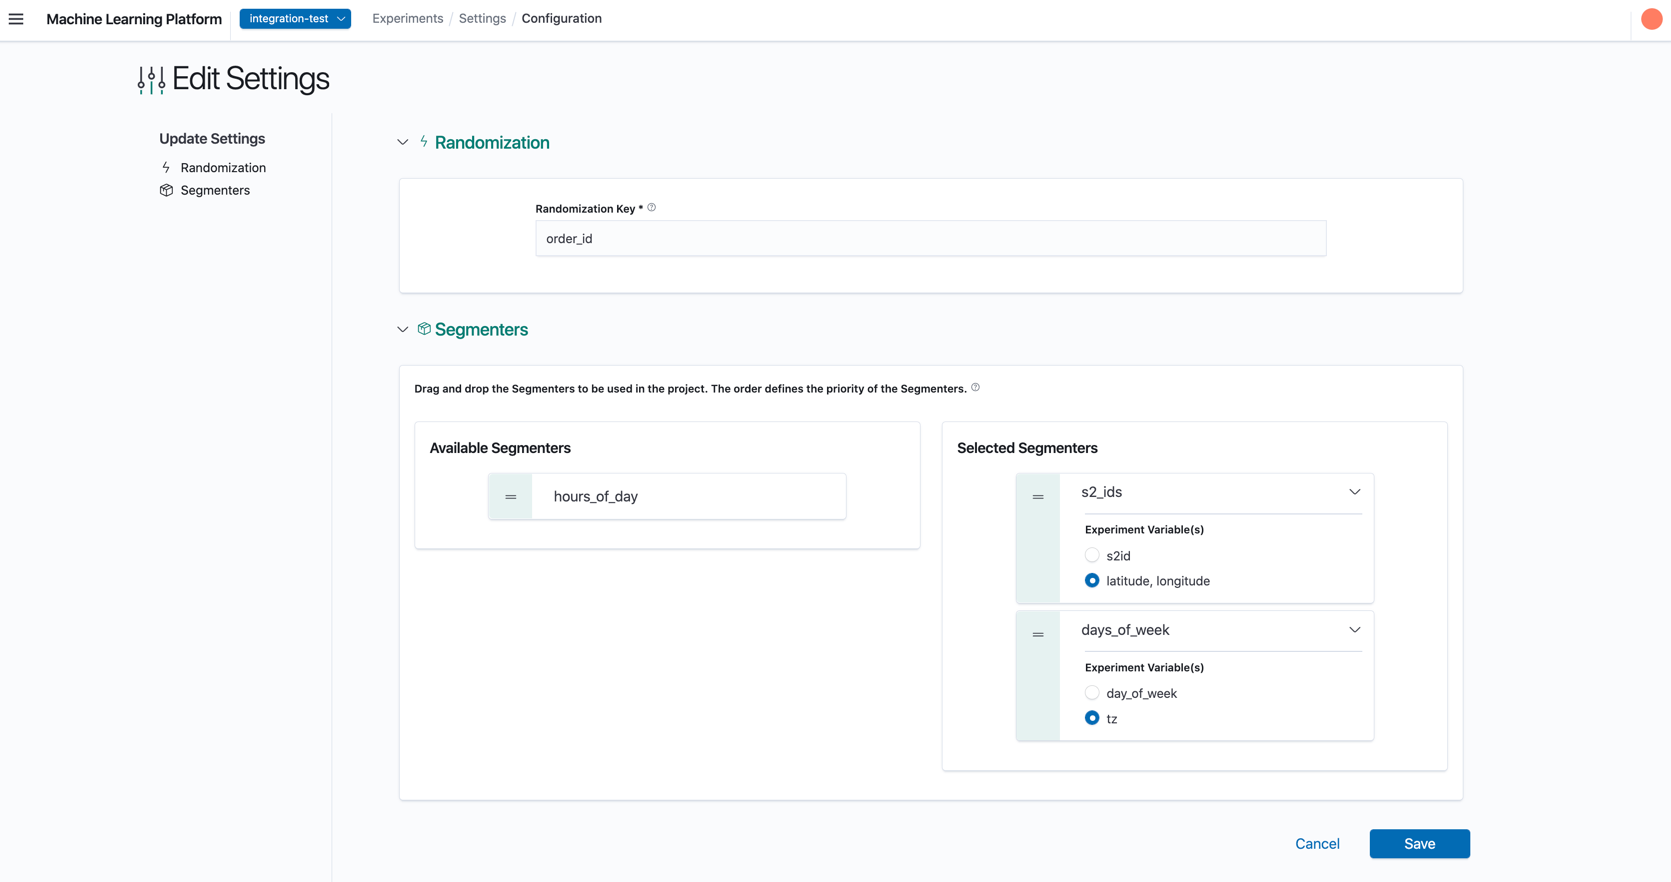 Machine Learning Platform
integration-test
Experiments / Settings / Configuration
Edit Settings
Update Settings
Randomization
Segmenters
Randomization
Randomization Key *
order_id
Segmenters
Drag and drop the Segmenters to be used in the project. The order defines the priority of the Segmenters.
Available Segmenters
hours_of_day
Selected Segmenters
s2_ids
Experiment Variable(s)
s2id
latitude, longitude
days_of_week
Experiment Variable(s)
day_of_week
tz
Cancel
Save